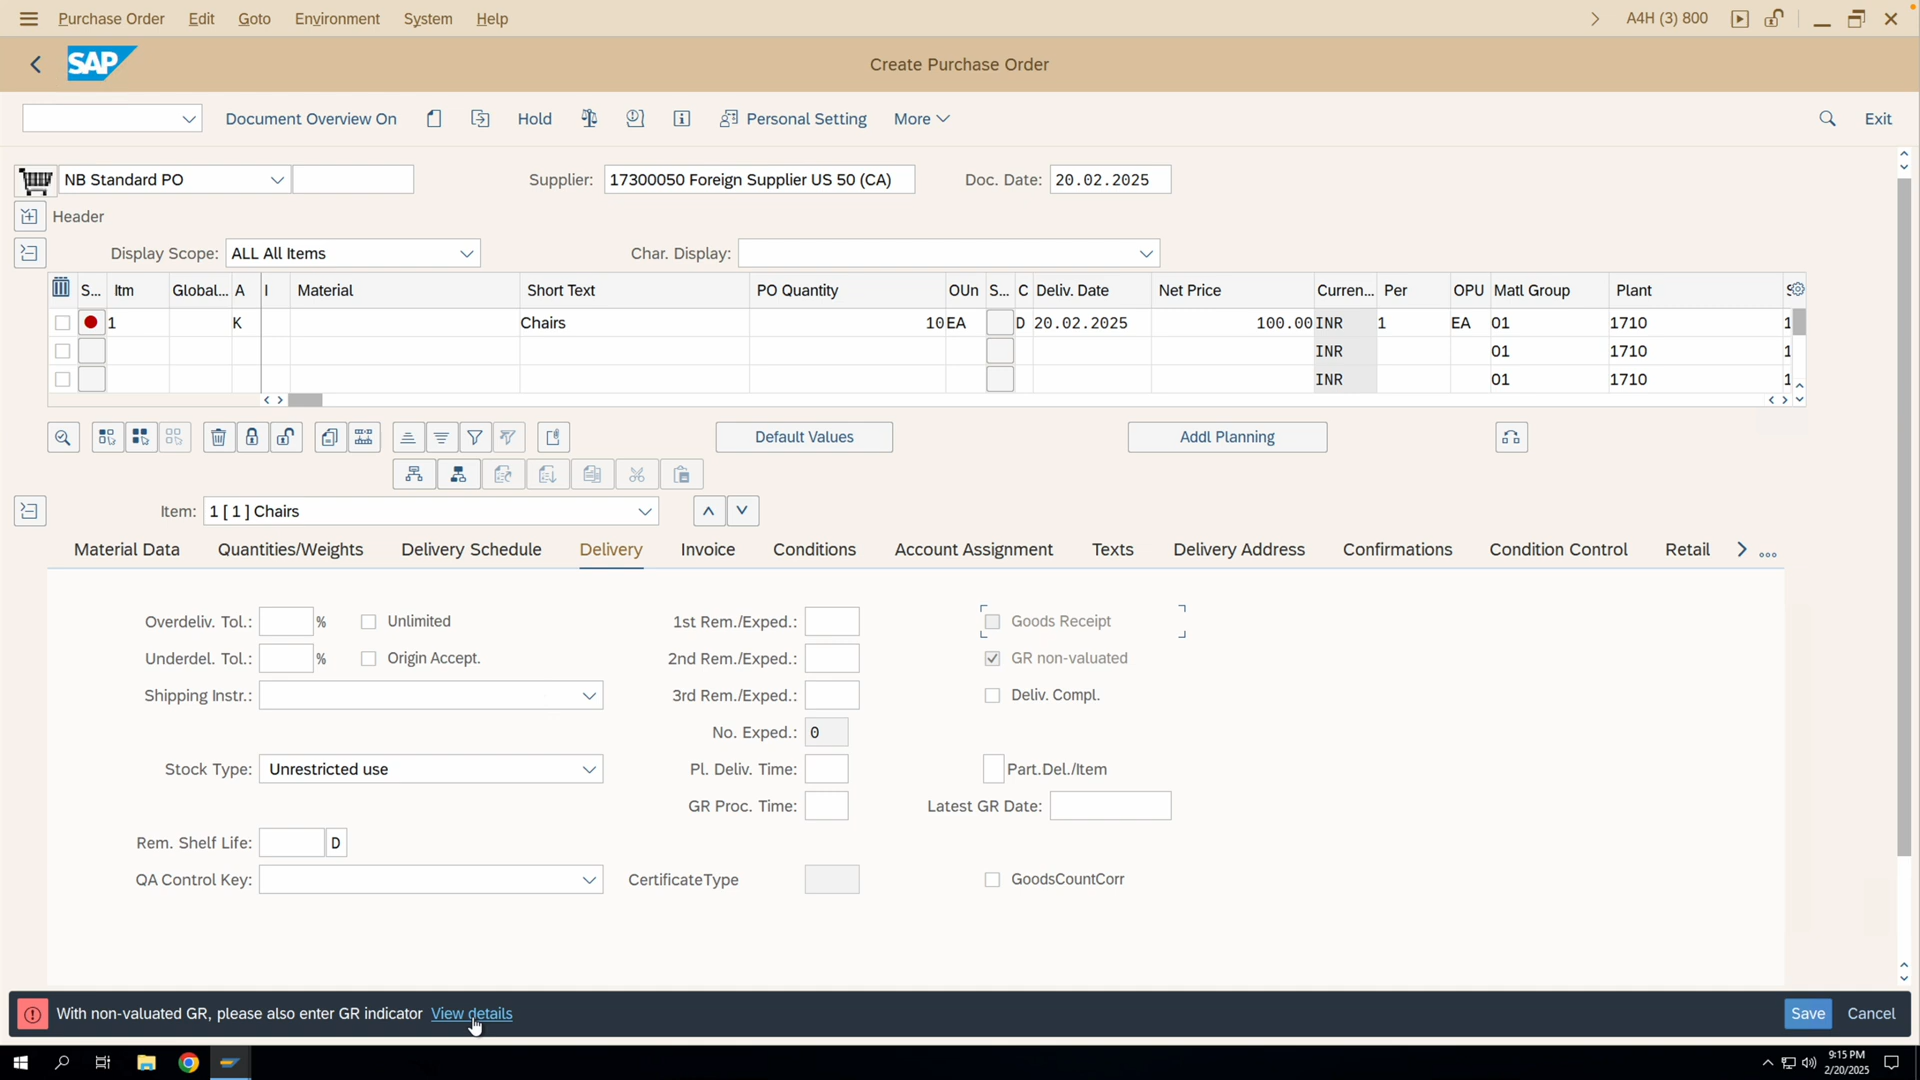 Purchase Order Edit Goto Environment System Help A4H (3) 800
SAP Create Purchase Order
Document Overview On Hold Personal Setting More Exit
NB Standard PO Supplier: 17300050 Foreign Supplier US 50 (CA) Doc. Date: 20.02.2025
Header
Display Scope: ALL All Items Char. Display:
S... Itm Global... A I Material Short Text PO Quantity OUn S... C Deliv. Date Net Price Curren... Per OPU Matl Group Plant
1 K Chairs 10 EA D 20.02.2025 100.00 INR 1 EA 01 1710 1
INR 01 1710 1
INR 01 1710 1
Default Values Addl Planning
Item: 1 [ 1 ] Chairs
Material Data Quantities/Weights Delivery Schedule Delivery Invoice Conditions Account Assignment Texts Delivery Address Confirmations Condition Control Retail
Overdeliv. Tol.: % Unlimited 1st Rem./Exped.: Goods Receipt
Underdel. Tol.: % Origin Accept. 2nd Rem./Exped.: GR non-valuated
Shipping Instr.: 3rd Rem./Exped.: Deliv. Compl.
No. Exped.: 0
Stock Type: Unrestricted use Pl. Deliv. Time: Part.Del./Item
GR Proc. Time: Latest GR Date:
Rem. Shelf Life: D
QA Control Key: CertificateType GoodsCountCorr
With non-valuated GR, please also enter GR indicator View details Save Cancel
9:15 PM
2/20/2025